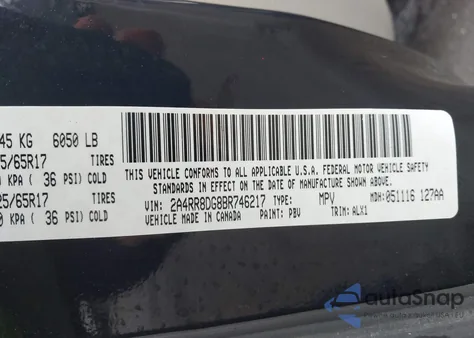 45 KG 6050 LB
5/65R17 TIRES
KPA ( 36 PSI) COLD
25/65R17 TIRES
0 KPA ( 36 PSI) COLD
THIS VEHICLE CONFORMS TO ALL APPLICABLE U.S.A. FEDERAL MOTOR VEHICLE SAFETY
STANDARDS IN EFFECT ON THE DATE OF MANUFACTURE SHOWN ABOVE.
VIN: 2A4RR8DG8BR746217 TYPE: MPV MDH: 051116 127AA
VEHICLE MADE IN CANADA PAINT: PBV TRIM: ALX1
autoSnap